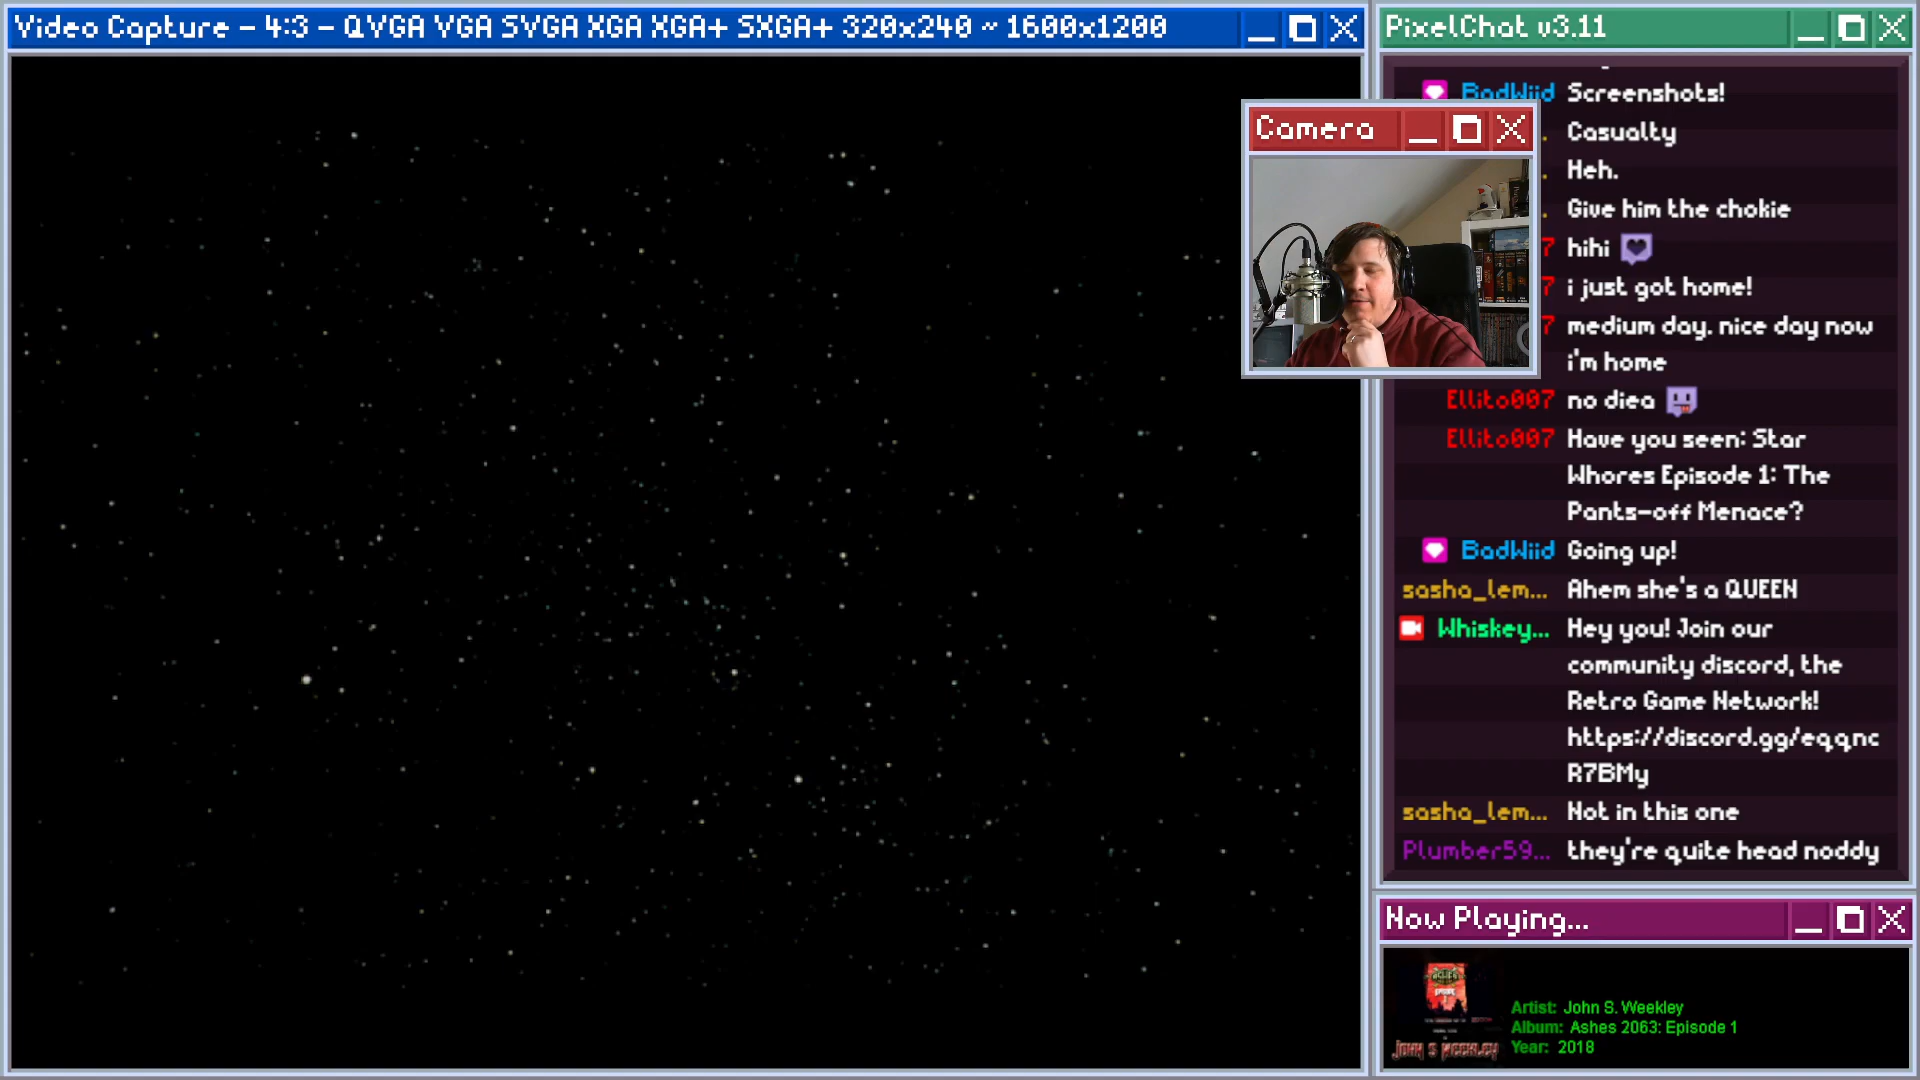 Video Capture - 4:3 - QVGA VGA SVGA XGA XGA+ SXGA+ 320x240 ~ 1600x1200
PixelChat v3.11
BadWiid Screenshots!
Camera
. Casualty
. Heh.
. Give him the chokie
7 hihi
7 i just got home!
7 medium day. nice day now
i'm home
Ellito007 no diea
Ellito007 Have you seen: Star
Whores Episode 1: The
Pants-off Menace?
BadWiid Going up!
sasha_lem... Ahem she's a QUEEN
Whiskey... Hey you! Join our
community discord, the
Retro Game Network!
https://discord.gg/eqqnc
R7BMy
sasha_lem... Not in this one
Plumber59... they're quite head noddy
Now Playing...
Artist: John S. Weekley
Album: Ashes 2063: Episode 1
Year: 2018
JOHN S WEEKLEY